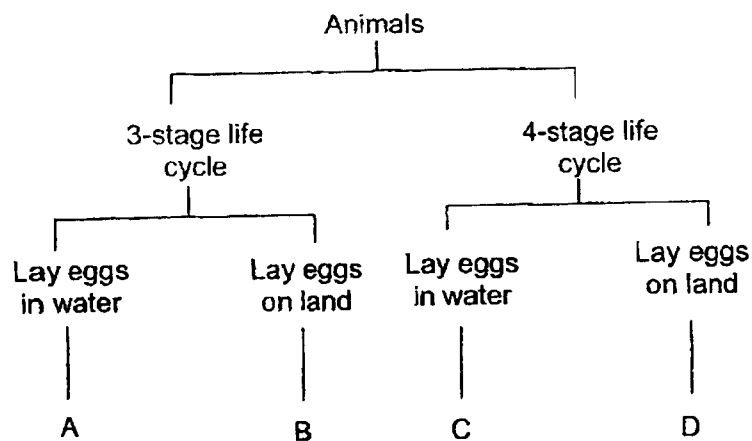 Animals
3-stage life
cycle
4-stage life
cycle
Lay eggs
in water
Lay eggs
on land
Lay eggs
in water
Lay eggs
on land
A
B
C
D